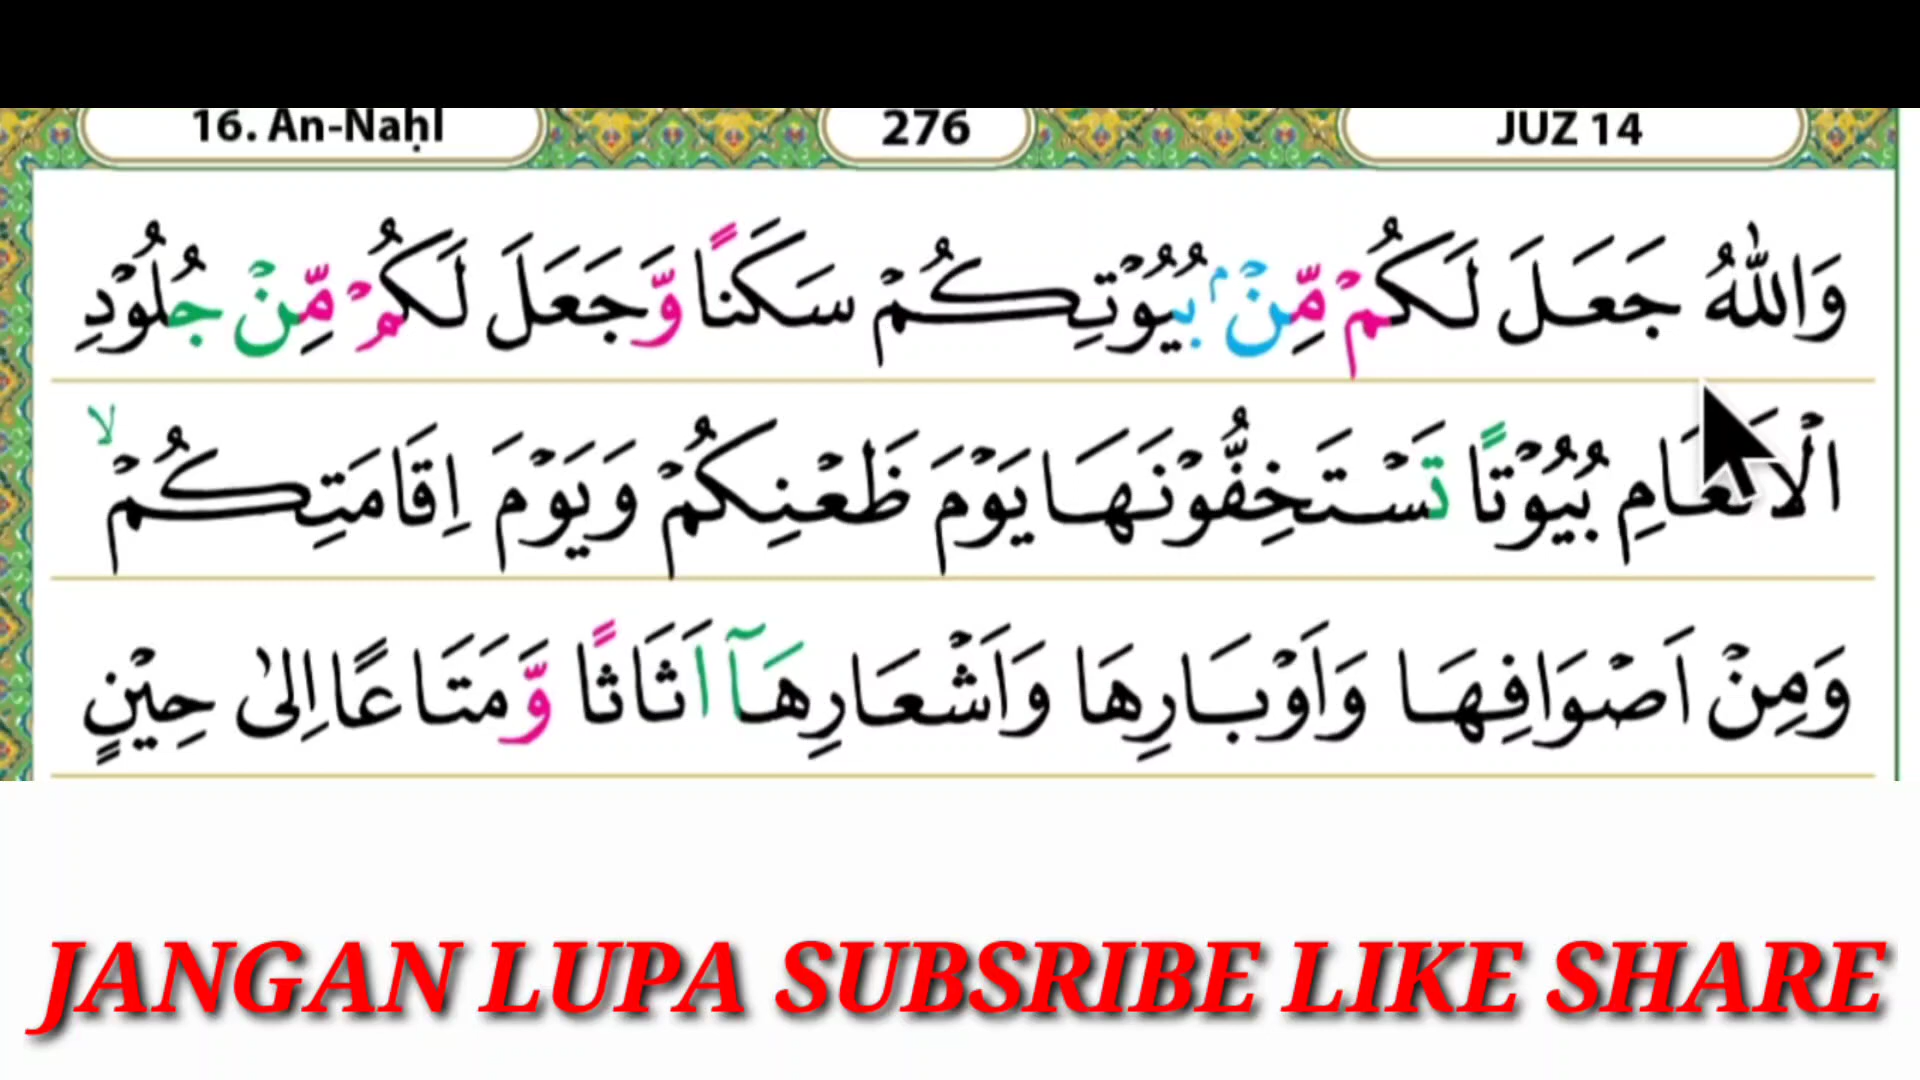 16. An-Naḥl 276 JUZ 14
وَاللّٰهُ جَعَلَ لَكُمْ مِّنْۢ بُيُوْتِكُمْ سَكَنًا وَّجَعَلَ لَكُمْ مِّنْ جُلُوْدِ
الْاَنْعَامِ بُيُوْتًا تَسْتَخِفُّوْنَهَا يَوْمَ ظَعْنِكُمْ وَيَوْمَ اِقَامَتِكُمْ ۙ
وَمِنْ اَصْوَافِهَا وَاَوْبَارِهَا وَاَشْعَارِهَآ اَثَاثًا وَّمَتَاعًا اِلٰى حِيْنٍ
JANGAN LUPA SUBSRIBE LIKE SHARE